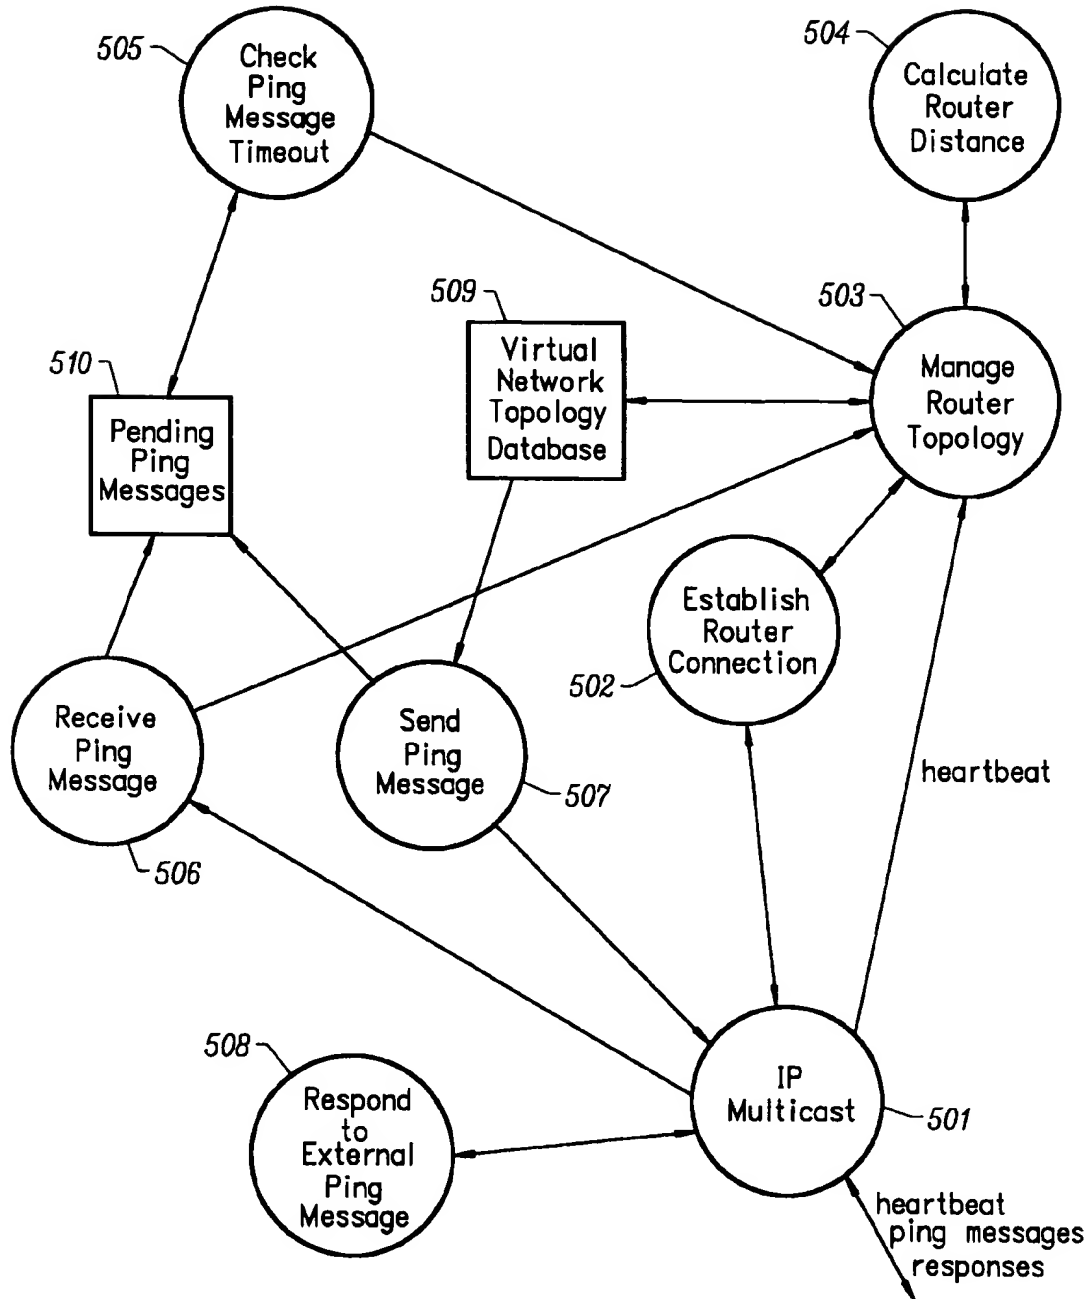 505
Check
Ping
Message
Timeout
504
Calculate
Router
Distance
503
Manage
Router
Topology
509
Virtual
Network
Topology
Database
510
Pending
Ping
Messages
Establish
Router
Connection
502
Receive
Ping
Message
506
Send
Ping
Message
507
heartbeat
508
Respond
to
External
Ping
Message
IP
Multicast
501
heartbeat
ping messages
responses